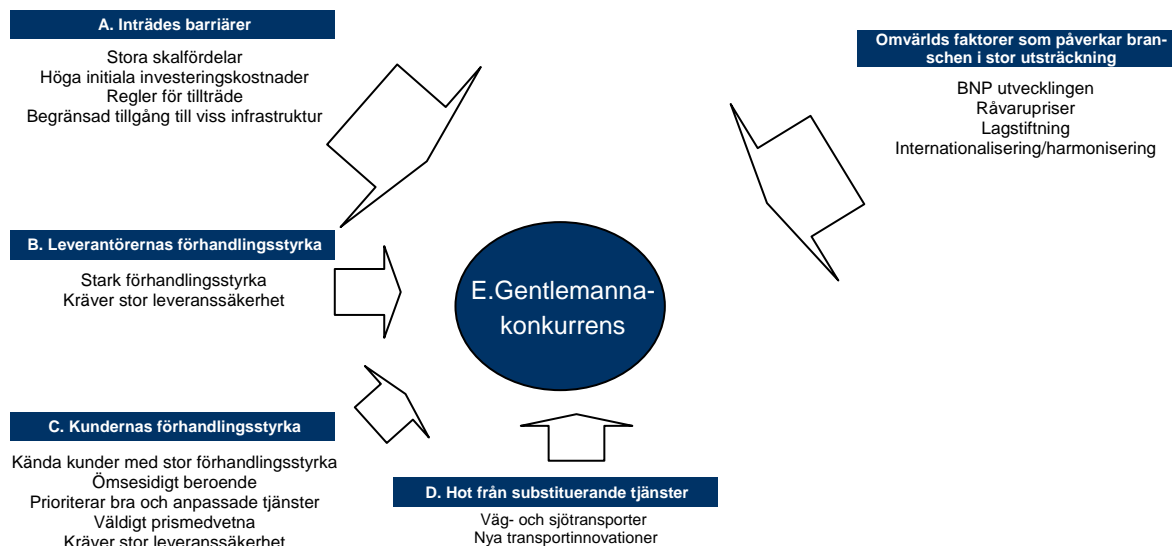 A. Inträdes barriärer
Stora skalfördelar
Höga initiala investeringskostnader
Regler för tillträde
Begränsad tillgång till viss infrastruktur
Omvärlds faktorer som påverkar bran-
schen i stor utsträckning
BNP utvecklingen
Råvarupriser
Lagstiftning
Internationalisering/harmonisering
B. Leverantörernas förhandlingsstyrka
Stark förhandlingsstyrka
Kräver stor leveranssäkerhet
E.Gentlemanna-
konkurrens
C. Kundernas förhandlingsstyrka
Kända kunder med stor förhandlingsstyrka
Ömsesidigt beroende
Prioriterar bra och anpassade tjänster
Väldigt prismedvetna
Kräver stor leveranssäkerhet
D. Hot från substituerande tjänster
Väg- och sjötransporter
Nya transportinnovationer